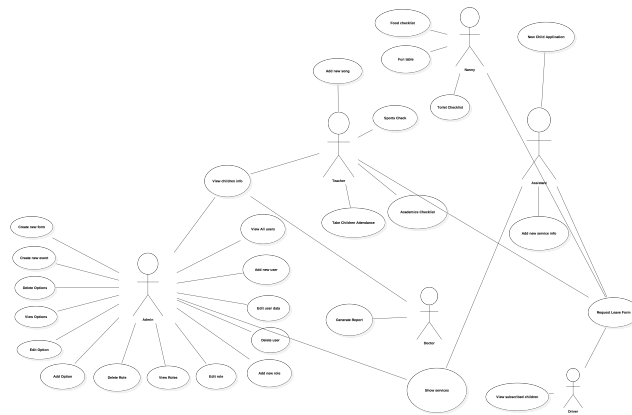 Food checklist
New Child Application
Fun table
Nanny
Add new song
Toilet Checklist
Sports Check
View children info
Teacher
Assistant
Academics Checklist
Take Children Attendance
Create new form
View All users
Add new service info
Create new event
Add new user
Delete Options
Edit user data
View Options
Request Leave Form
Admin
Generate Report
Delete user
Doctor
Edit Option
Add Option
Delete Role
View Roles
Edit role
Add new role
Show services
View subscribed children
Driver